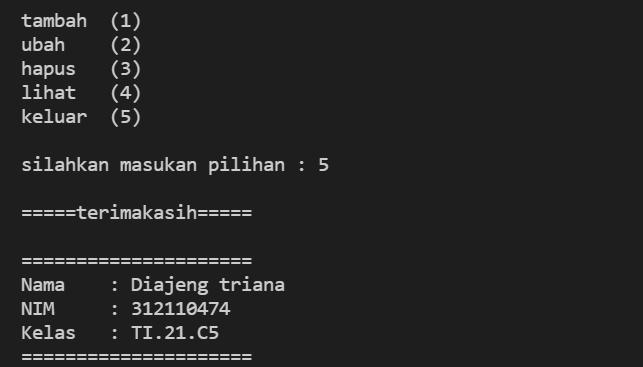 tambah  (1)
ubah    (2)
hapus   (3)
lihat   (4)
keluar  (5)
silahkan masukan pilihan : 5
=====terimakasih=====
=====================
Nama    : Diajeng triana
NIM     : 312110474
Kelas   : TI.21.C5
=====================